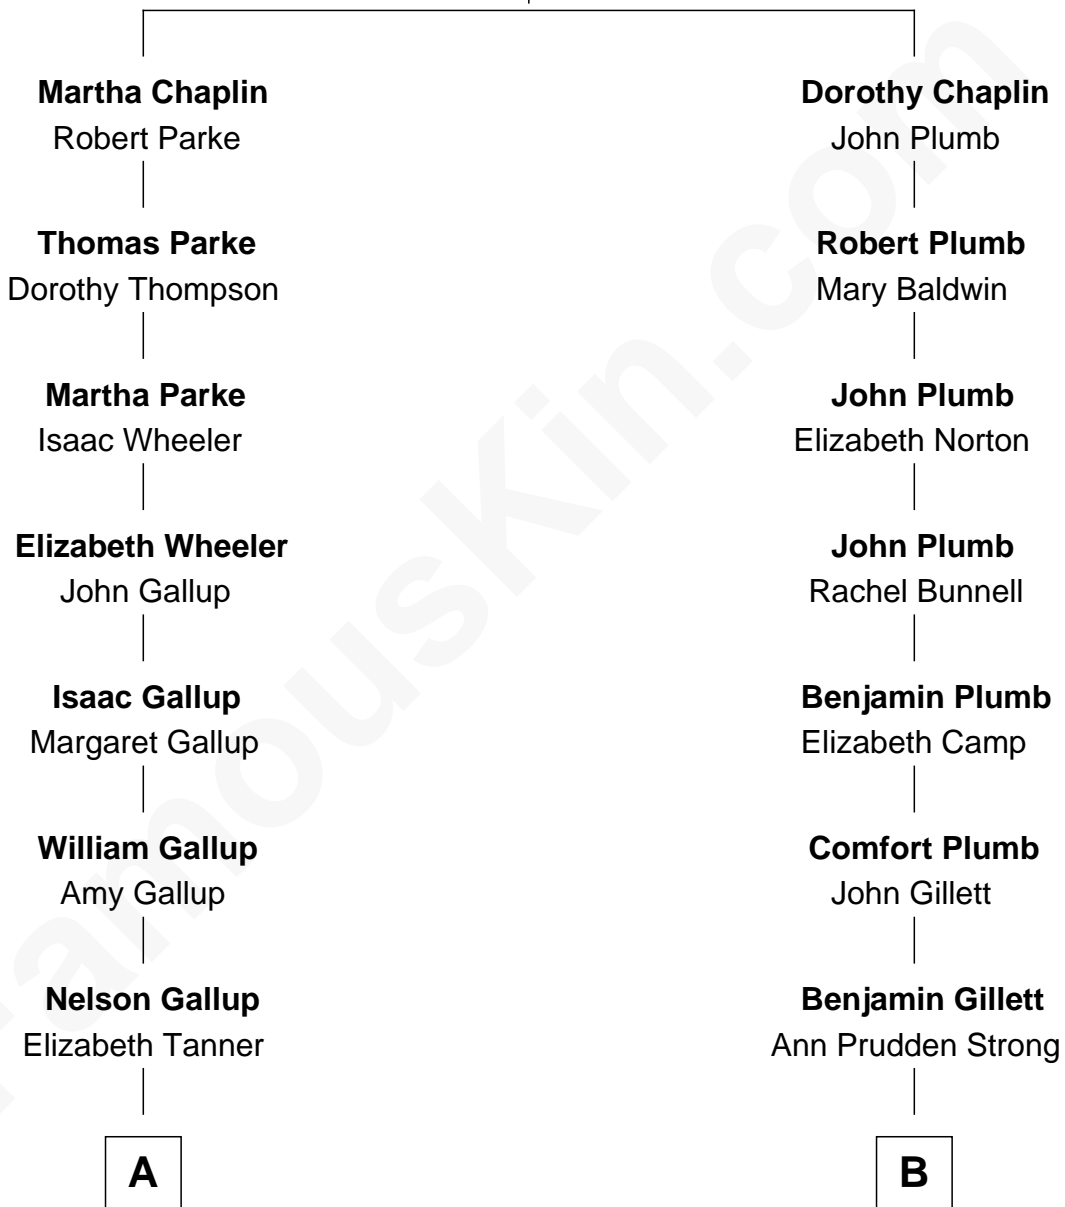 Martha Chaplin
Robert Parke
Thomas Parke
Dorothy Thompson
Martha Parke
Isaac Wheeler
Elizabeth Wheeler
John Gallup
Isaac Gallup
Margaret Gallup
William Gallup
Amy Gallup
Nelson Gallup
Elizabeth Tanner
A
Dorothy Chaplin
John Plumb
Robert Plumb
Mary Baldwin
John Plumb
Elizabeth Norton
John Plumb
Rachel Bunnell
Benjamin Plumb
Elizabeth Camp
Comfort Plumb
John Gillett
Benjamin Gillett
Ann Prudden Strong
B
FamousKin.com